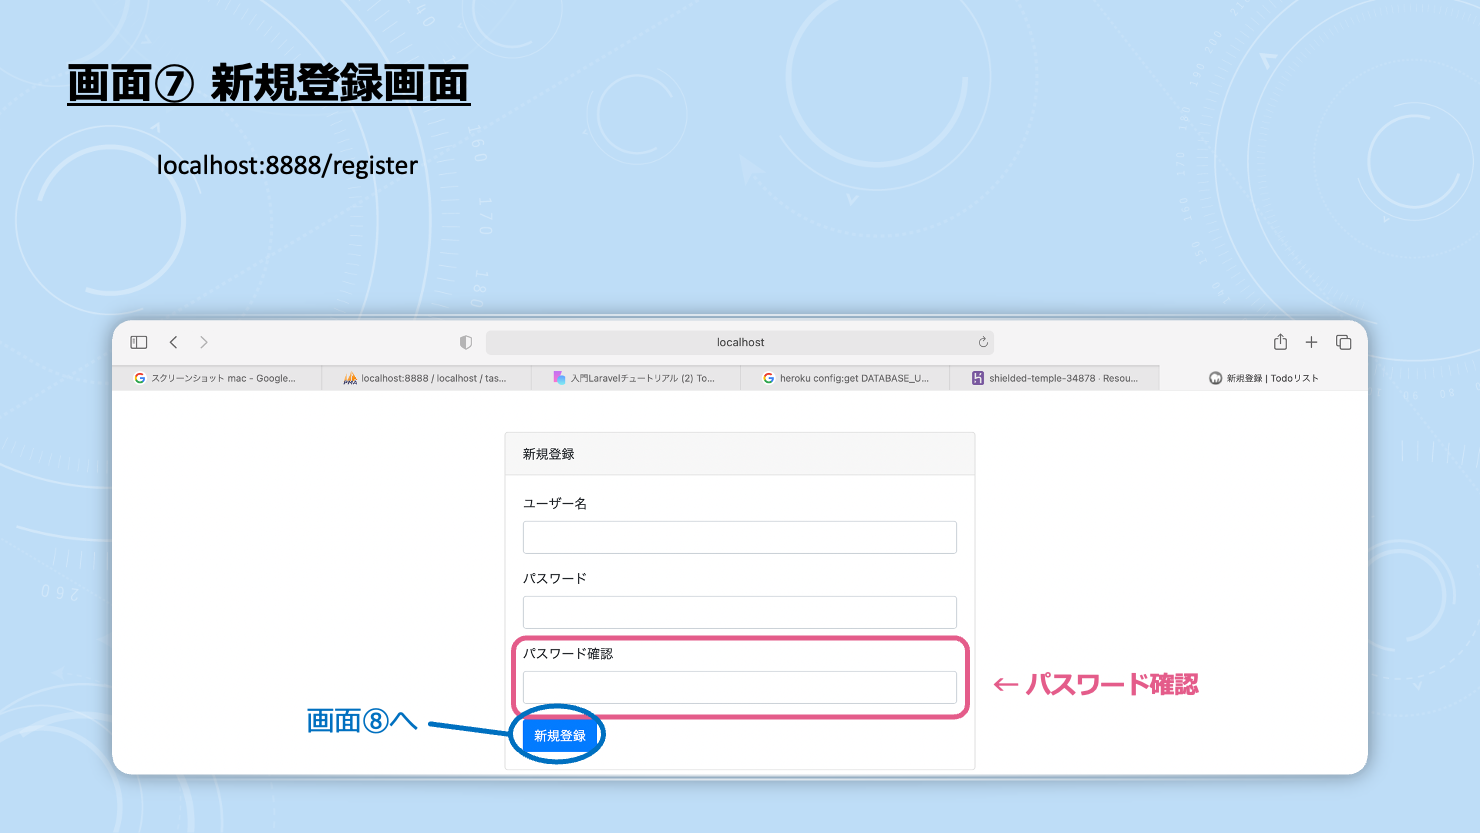 画面⑦ 新規登録画面
localhost:8888/register
localhost
スクリーンショット mac - Google...
localhost:8888 / localhost / tas...
入門Laravelチュートリアル (2) To...
heroku config:get DATABASE_U...
shielded-temple-34878 · Resou...
新規登録 | Todoリスト
新規登録
ユーザー名
パスワード
パスワード確認
← パスワード確認
画面⑧へ
新規登録
160
170
180
260